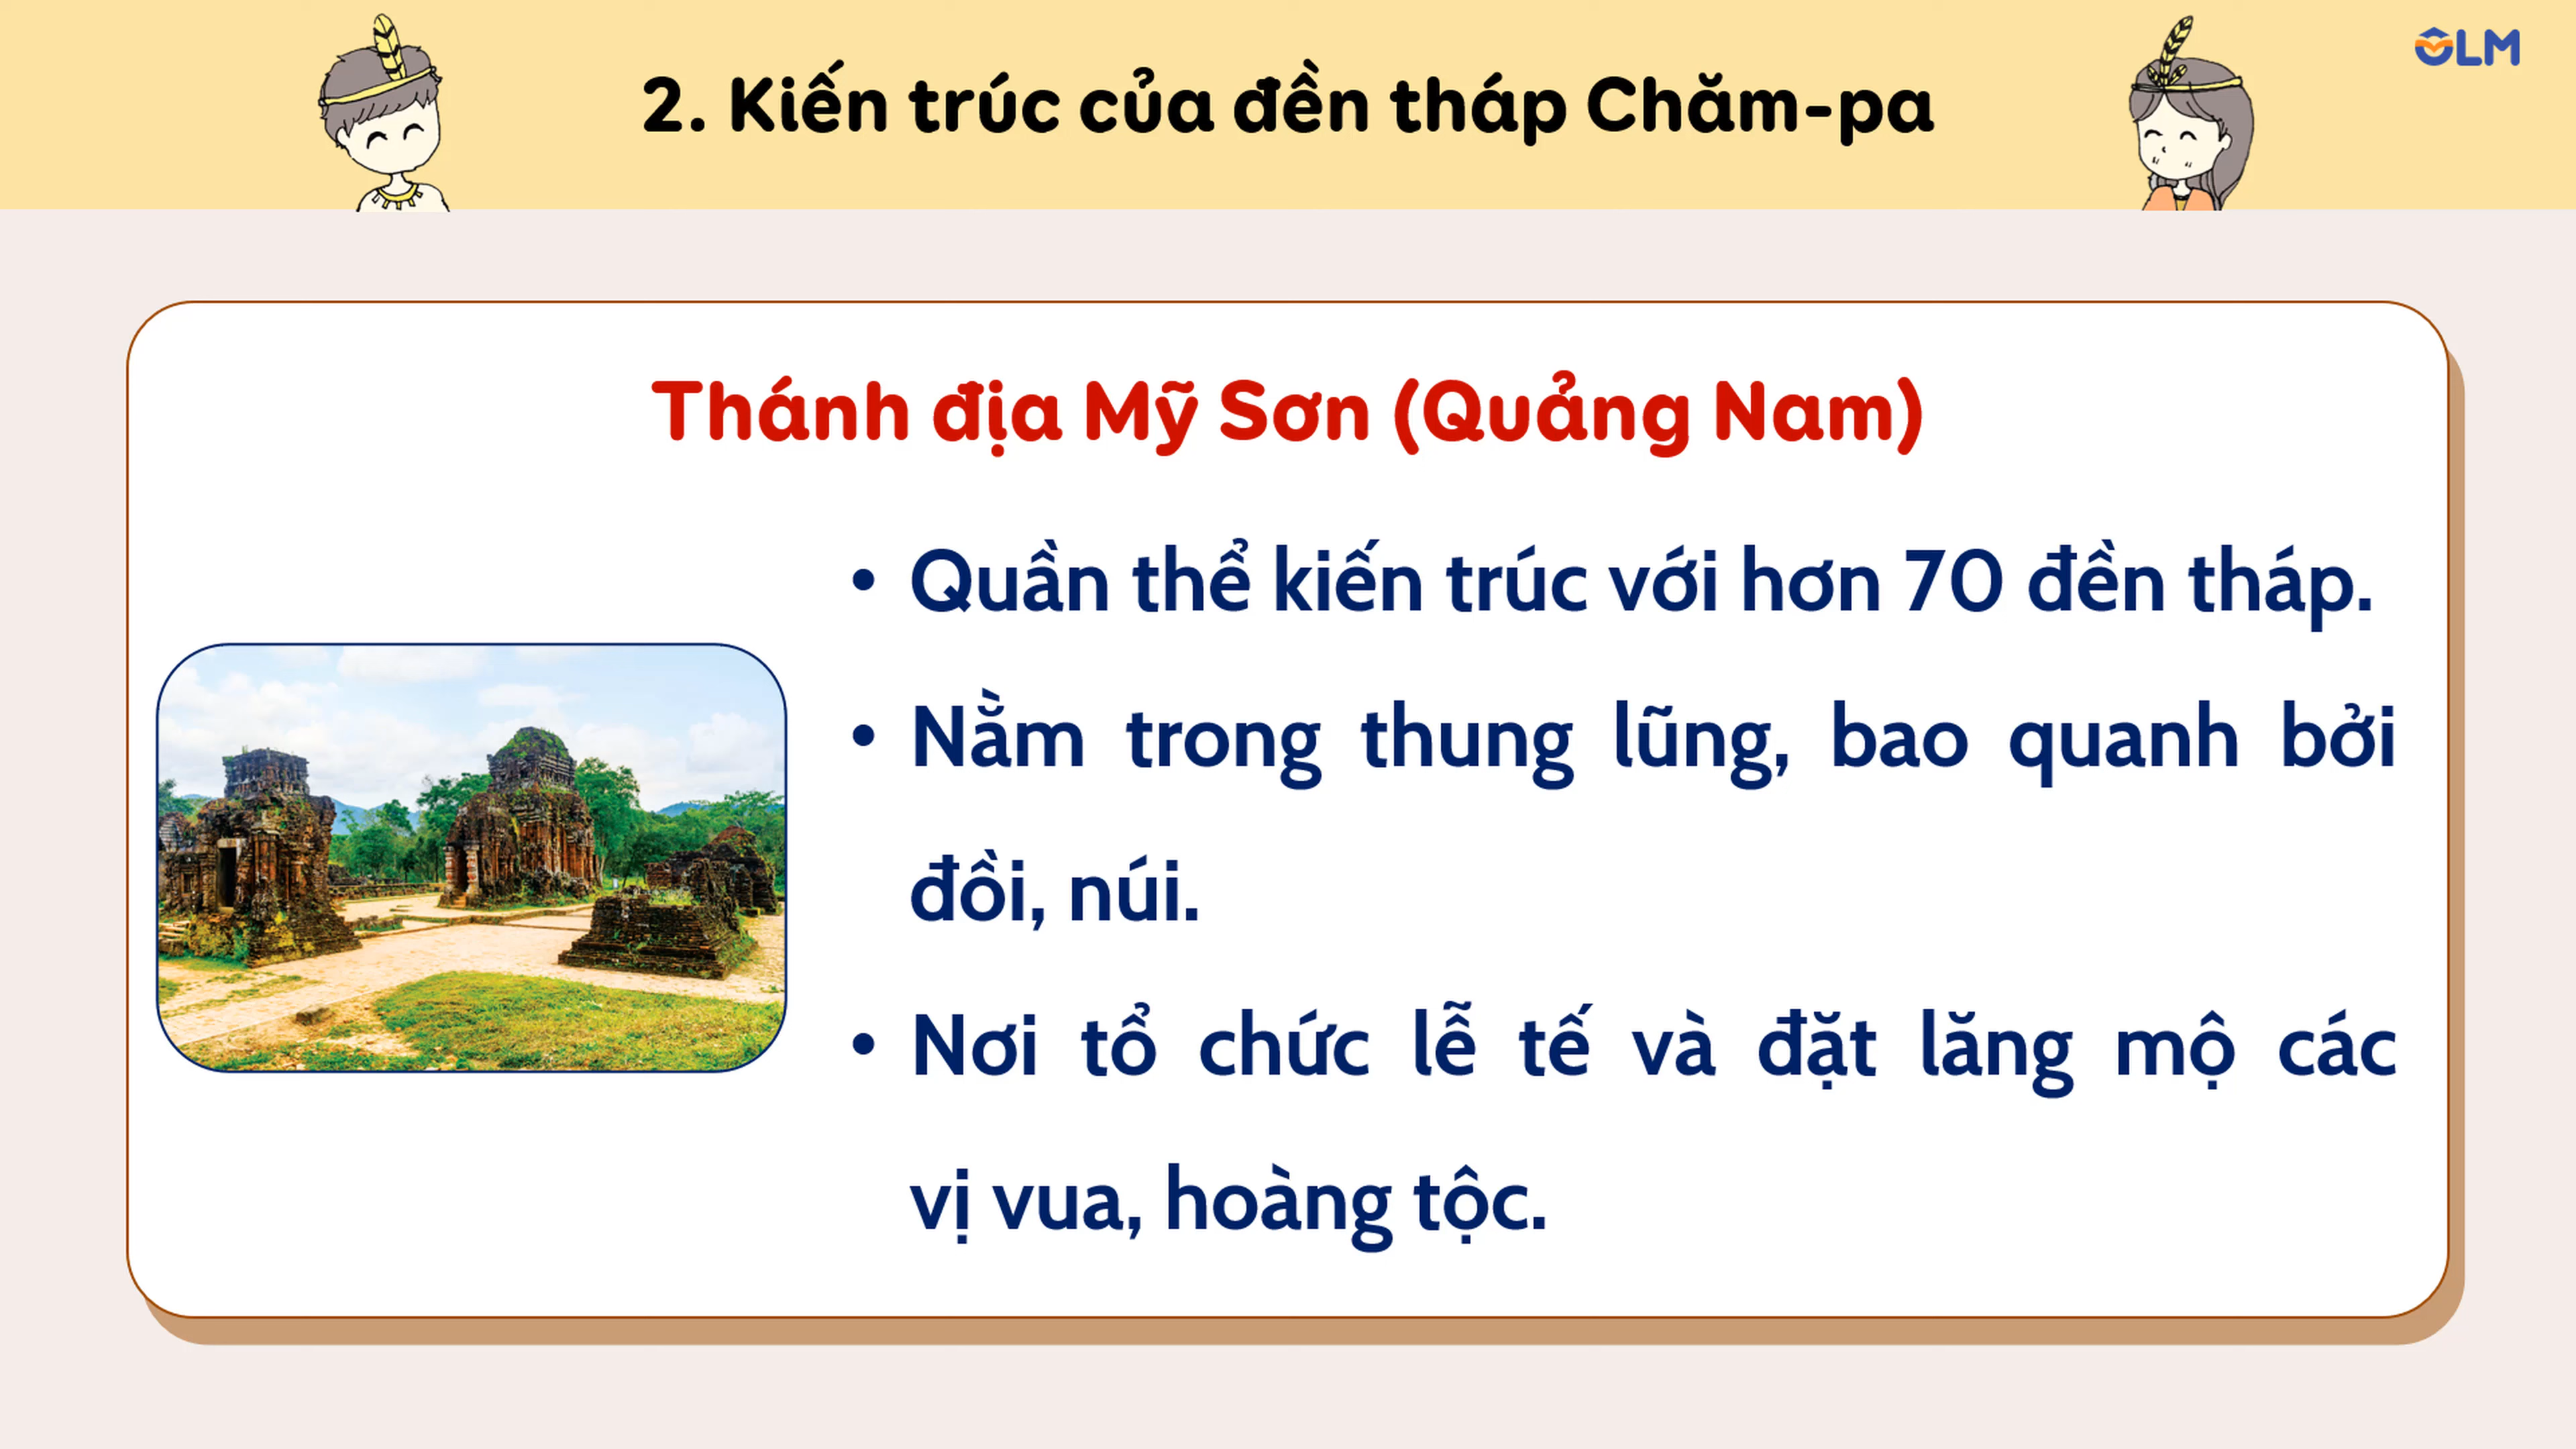 ÔLM
2. Kiến trúc của đền tháp Chăm-pa
Thánh địa Mỹ Sơn (Quảng Nam)
• Quần thể kiến trúc với hơn 70 đền tháp.
• Nằm trong thung lũng, bao quanh bởi
đồi, núi.
• Nơi tổ chức lễ tế và đặt lăng mộ các
vị vua, hoàng tộc.